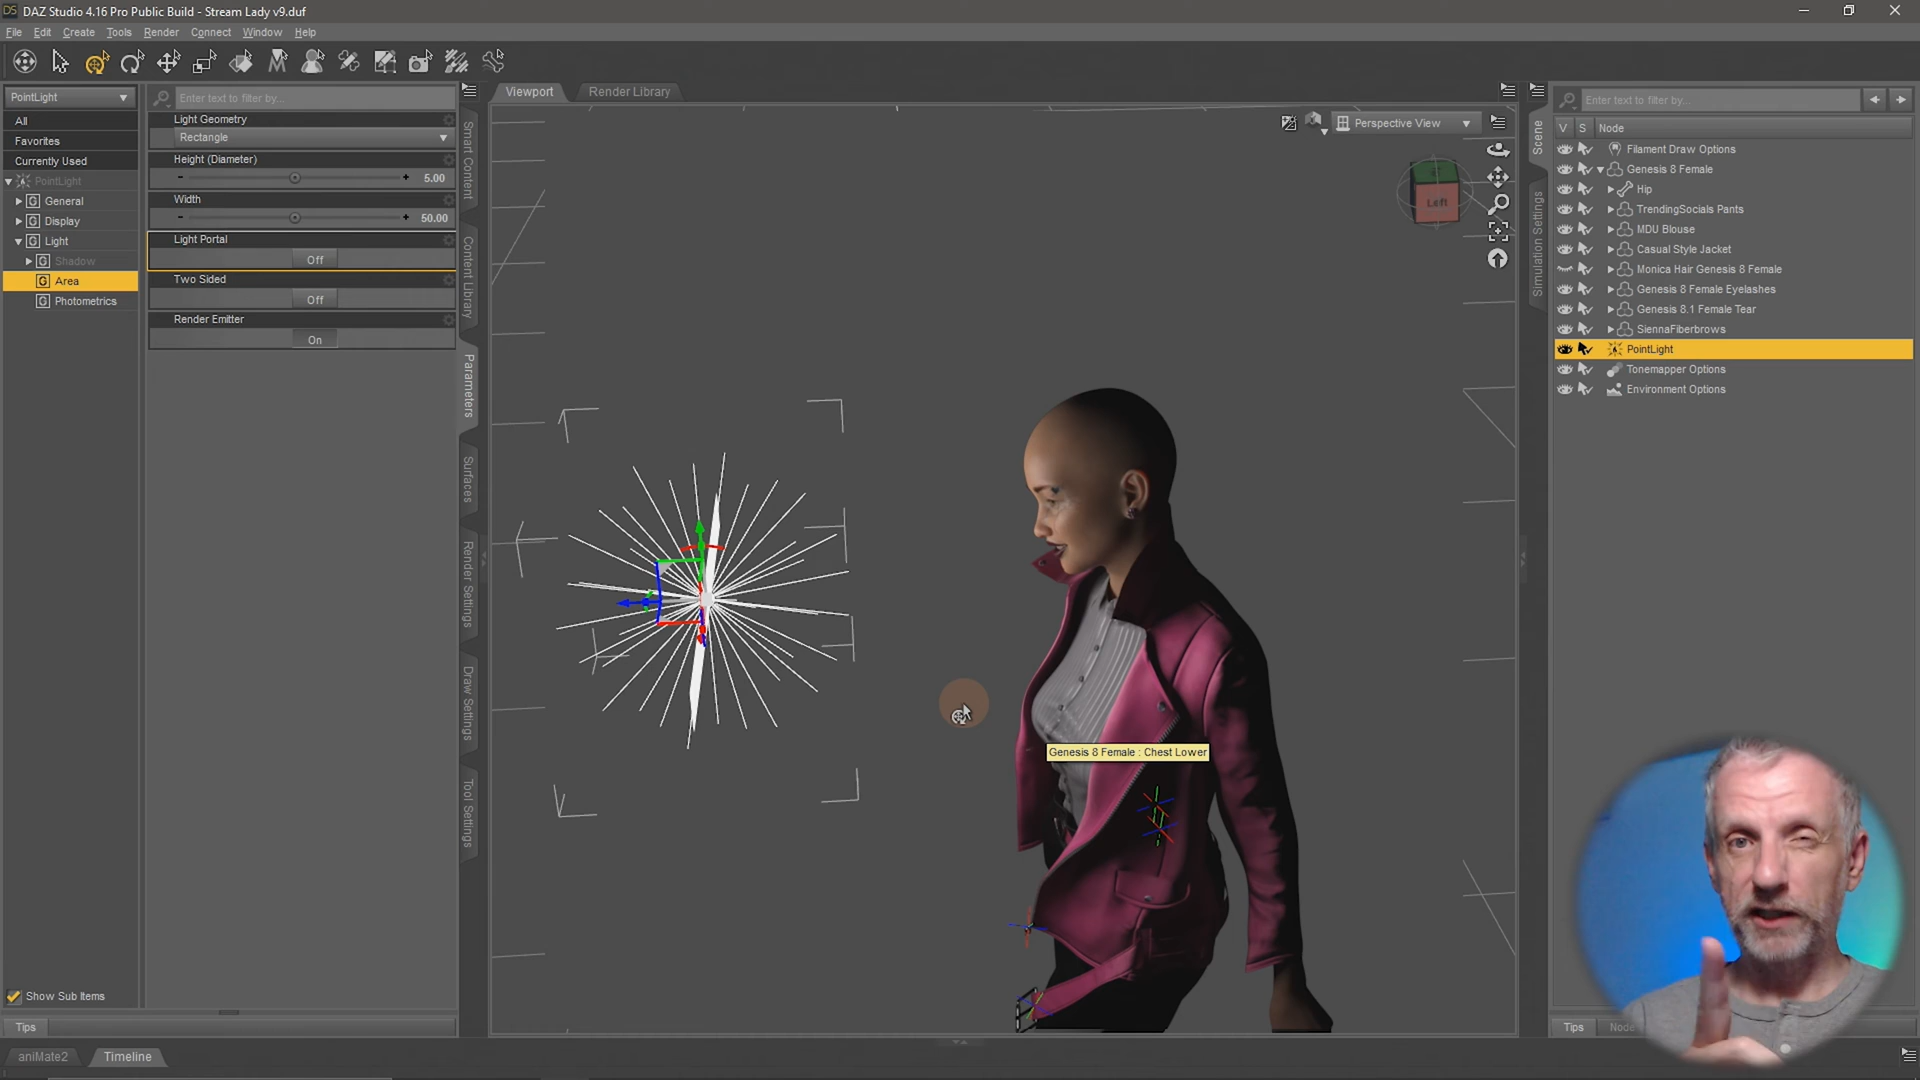 DAZ Studio 4.16 Pro Public Build - Stream Lady v9.duf
File Edit Create Tools Render Connect Window Help
PointLight
All
Favorites
Currently Used
PointLight
General
Display
Light
Shadow
Area
Photometrics
Show Sub Items
Tips
Enter text to filter by...
Light Geometry
Rectangle
Height (Diameter)
5.00
Width
50.00
Light Portal
Off
Two Sided
Off
Render Emitter
On
Smart Content
Content Library
Parameters
Surfaces
Render Settings
Draw Settings
Tool Settings
Viewport
Render Library
Perspective View
Left
Genesis 8 Female : Chest Lower
Scene
Simulation Settings
Enter text to filter by...
V S Node
Filament Draw Options
Genesis 8 Female
Hip
TrendingSocials Pants
MDU Blouse
Casual Style Jacket
Monica Hair Genesis 8 Female
Genesis 8 Female Eyelashes
Genesis 8.1 Female Tear
SiennaFiberbrows
PointLight
Tonemapper Options
Environment Options
Tips
Node
aniMate2
Timeline